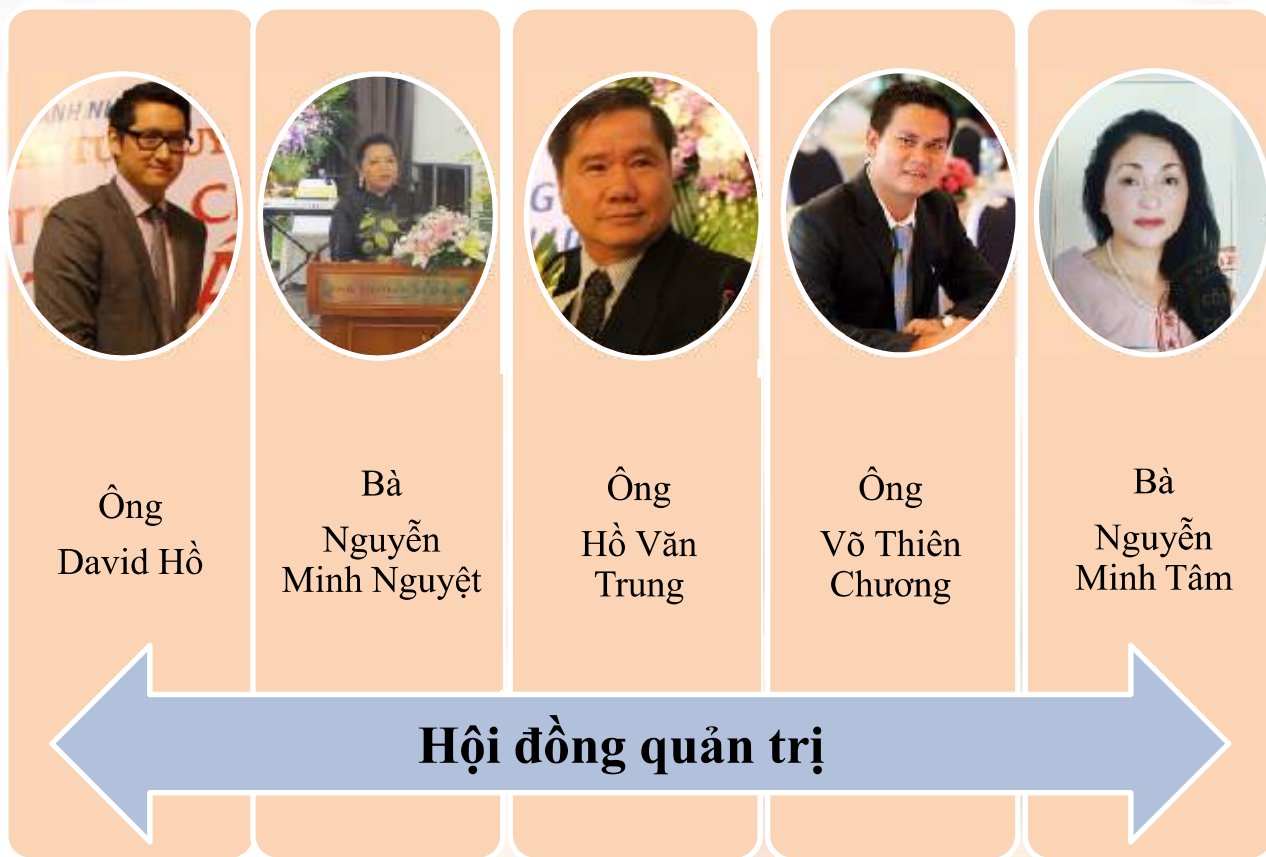 Ông
David Hồ
Bà
Nguyễn
Minh Nguyệt
Ông
Hồ Văn
Trung
Ông
Võ Thiên
Chương
Bà
Nguyễn
Minh Tâm
Hội đồng quản trị